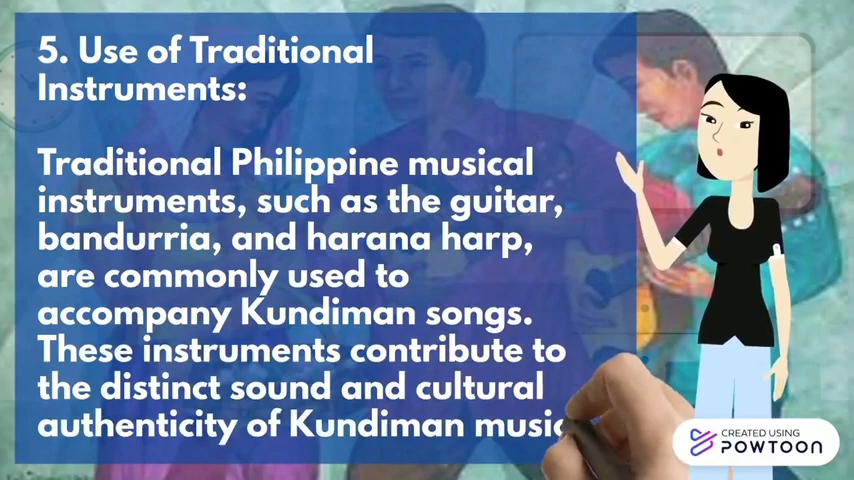 5. Use of Traditional
Instruments:
Traditional Philippine musical
instruments, such as the guitar,
bandurria, and harana harp,
are commonly used to
accompany Kundiman songs.
These instruments contribute to
the distinct sound and cultural
authenticity of Kundiman music
CREATED USING
POWTOON